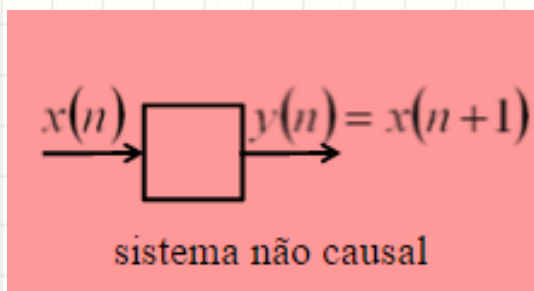 x(n) y(n) = x(n+1)
sistema não causal